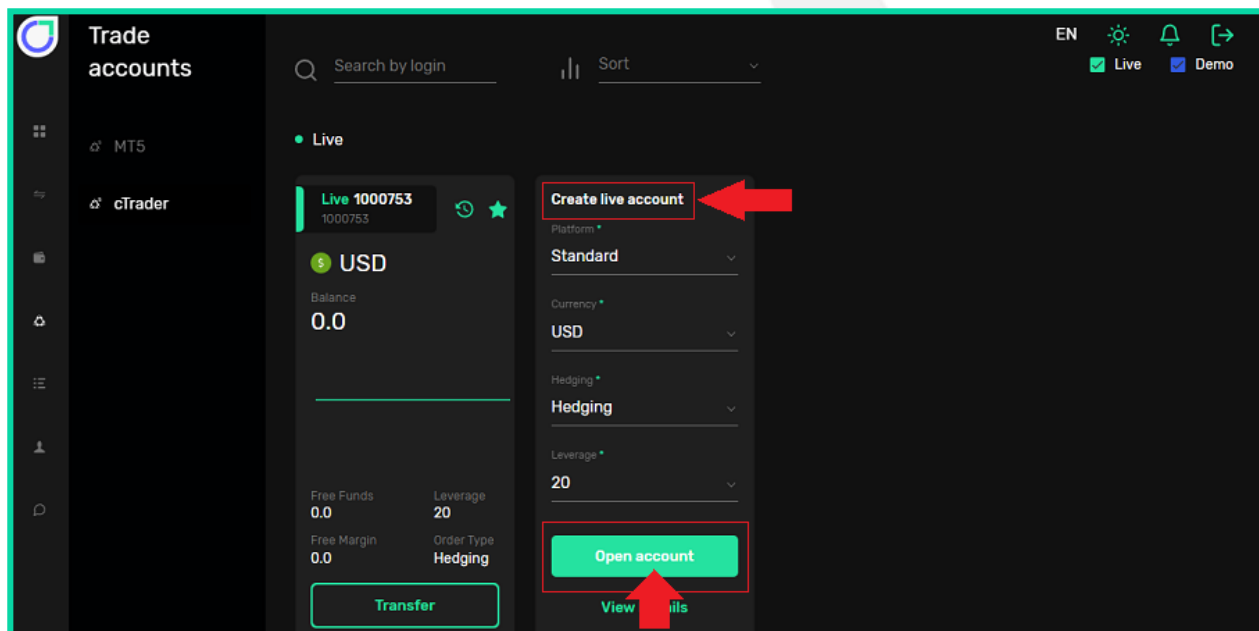 Trade
accounts
MT5
cTrader
Search by login
Sort
EN
Live
Demo
Live
Live 1000753
1000753
USD
Balance
0.0
Free Funds
0.0
Leverage
20
Free Margin
0.0
Order Type
Hedging
Transfer
Create live account
Platform *
Standard
Currency *
USD
Hedging *
Hedging
Leverage *
20
Open account
View